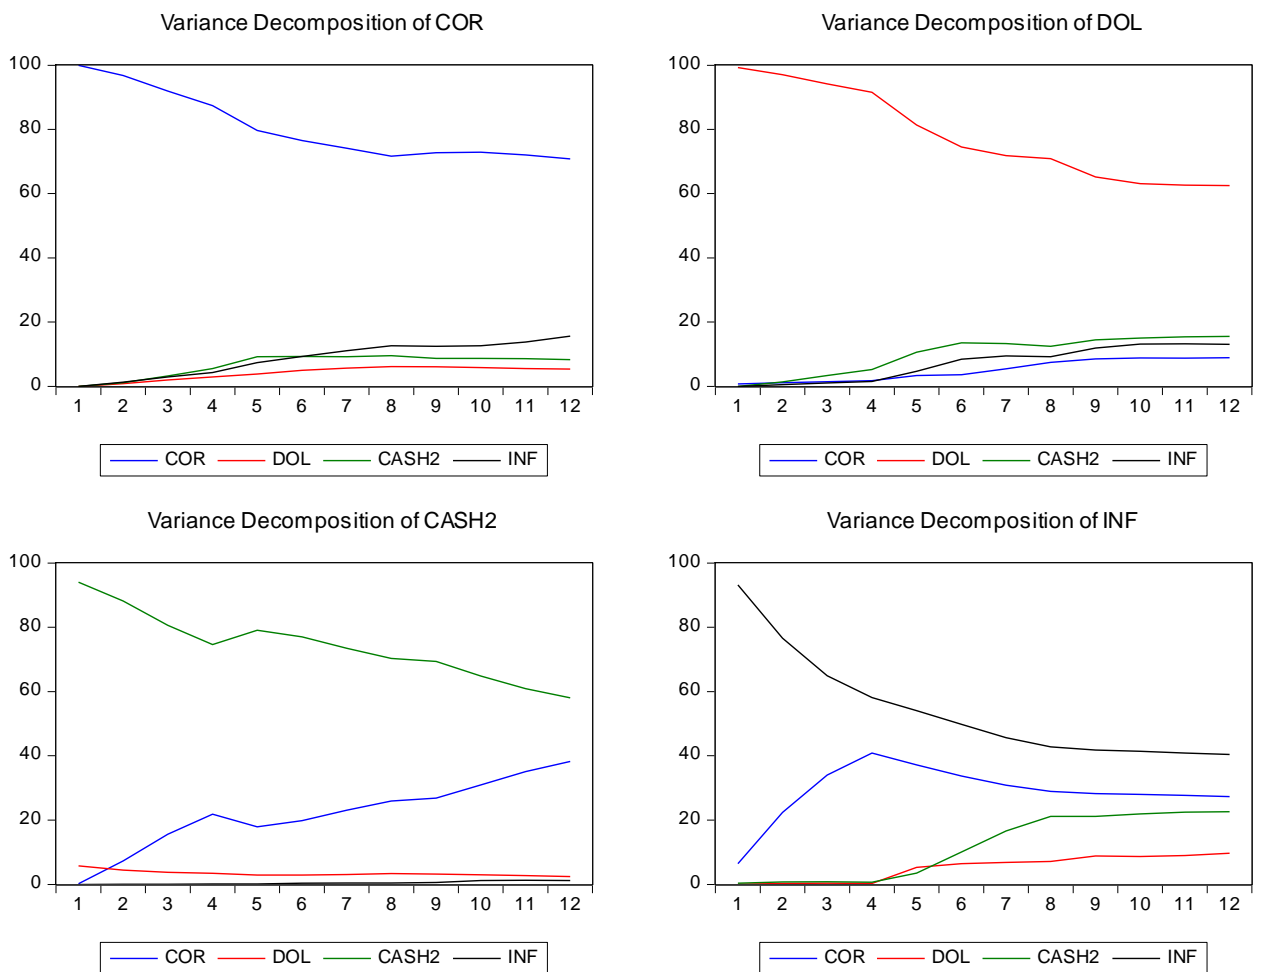 Variance Decomposition of COR
100
80
60
40
20
0
1 2 3 4 5 6 7 8 9 10 11 12
COR DOL CASH2 INF
Variance Decomposition of DOL
100
80
60
40
20
0
1 2 3 4 5 6 7 8 9 10 11 12
COR DOL CASH2 INF
Variance Decomposition of CASH2
100
80
60
40
20
0
1 2 3 4 5 6 7 8 9 10 11 12
COR DOL CASH2 INF
Variance Decomposition of INF
100
80
60
40
20
0
1 2 3 4 5 6 7 8 9 10 11 12
COR DOL CASH2 INF